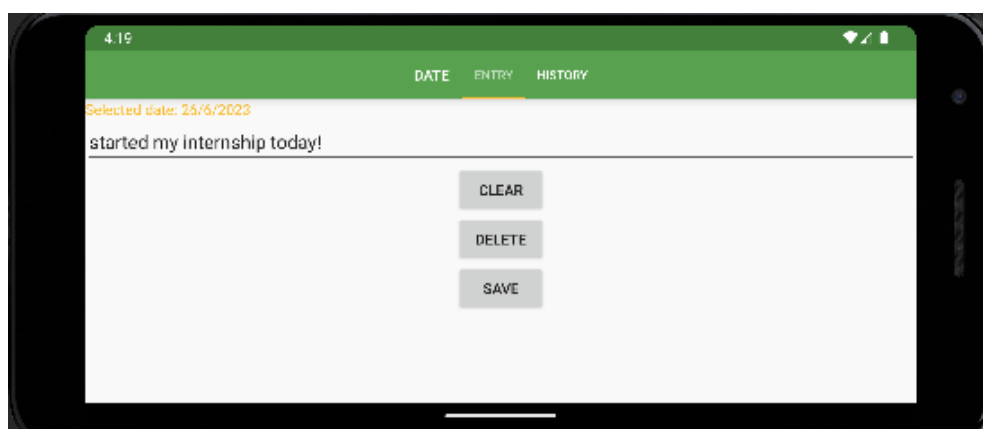 4:19
DATE ENTRY HISTORY
Selected date: 26/6/2023
started my internship today!
CLEAR
DELETE
SAVE